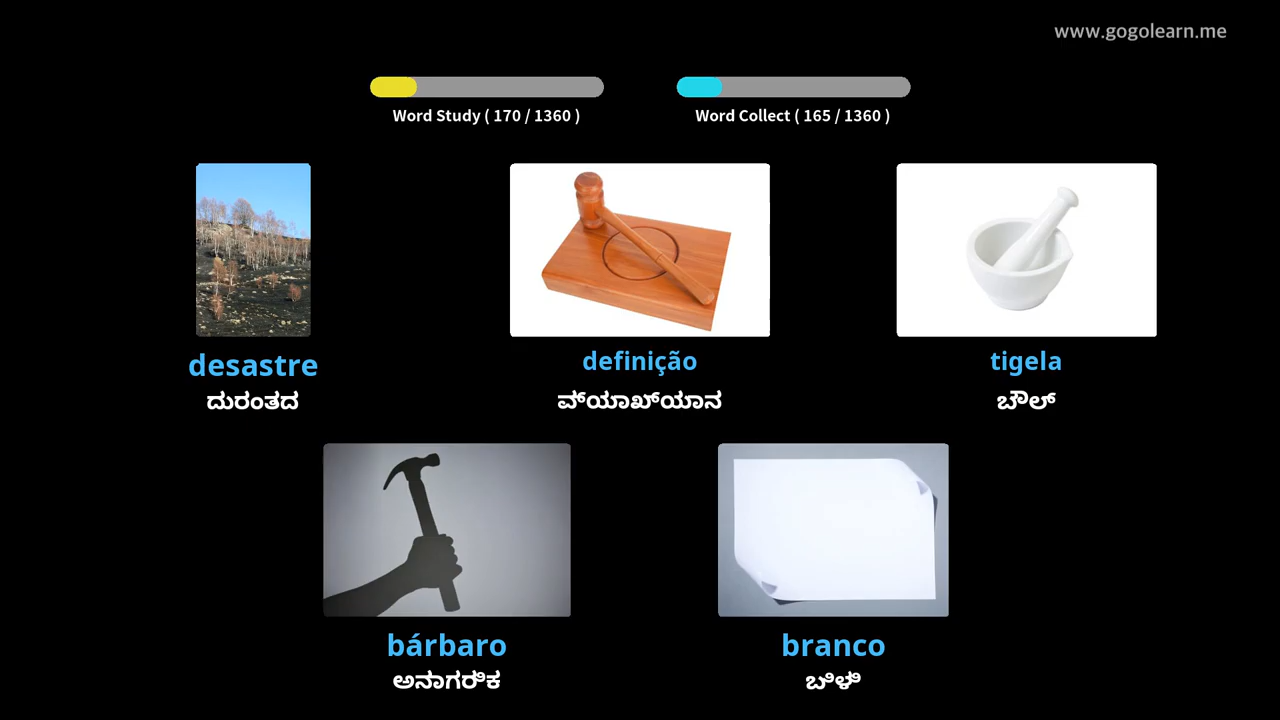 www.gogolearn.me
Word Study ( 170 / 1360 )
Word Collect ( 165 / 1360 )
desastre
ದುರಂತದ
definição
ವ್ಯಾಖ್ಯಾನ
tigela
ಬೌಲ್
bárbaro
ಅನಾಗರಿಕ
branco
ಬಿಳಿ